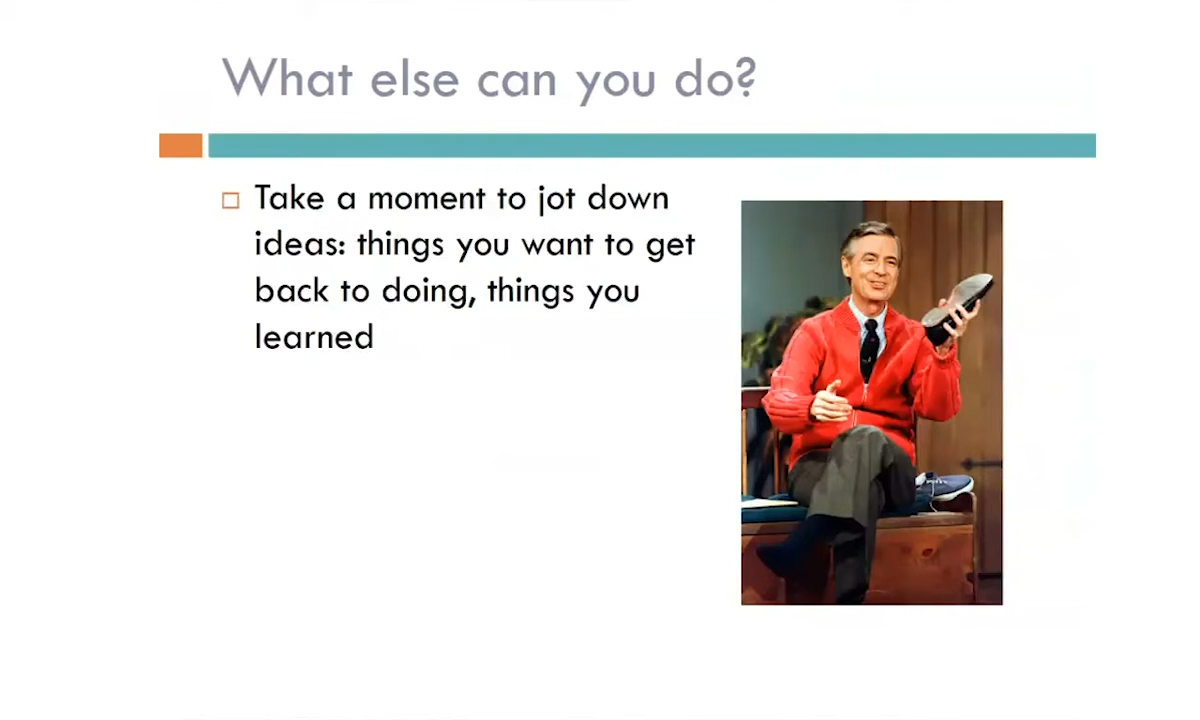 What else can you do?
Take a moment to jot down
ideas: things you want to get
back to doing, things you
learned